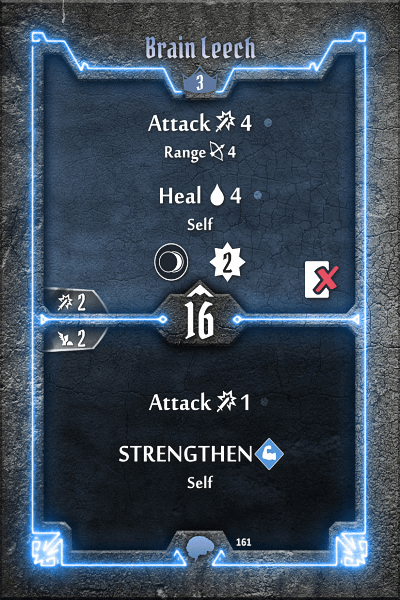 Brain Leech
3
Attack 4
Range 4
Heal 4
Self
2
2
16
2
Attack 1
STRENGTHEN
Self
161